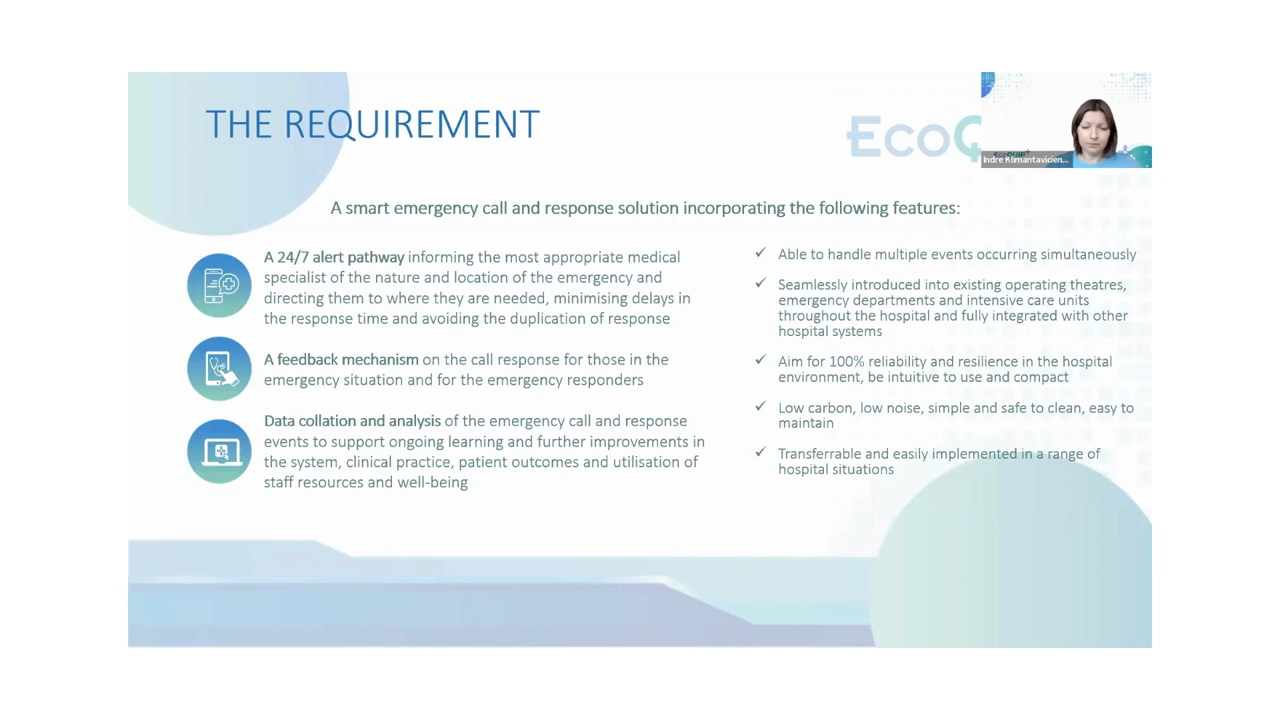 THE REQUIREMENT
EcoQ
Indre Klimantavicien...
A smart emergency call and response solution incorporating the following features:
A 24/7 alert pathway informing the most appropriate medical
specialist of the nature and location of the emergency and
directing them to where they are needed, minimising delays in
the response time and avoiding the duplication of response
A feedback mechanism on the call response for those in the
emergency situation and for the emergency responders
Data collation and analysis of the emergency call and response
events to support ongoing learning and further improvements in
the system, clinical practice, patient outcomes and utilisation of
staff resources and well-being
✓ Able to handle multiple events occurring simultaneously
✓ Seamlessly introduced into existing operating theatres,
emergency departments and intensive care units
throughout the hospital and fully integrated with other
hospital systems
✓ Aim for 100% reliability and resilience in the hospital
environment, be intuitive to use and compact
✓ Low carbon, low noise, simple and safe to clean, easy to
maintain
✓ Transferrable and easily implemented in a range of
hospital situations